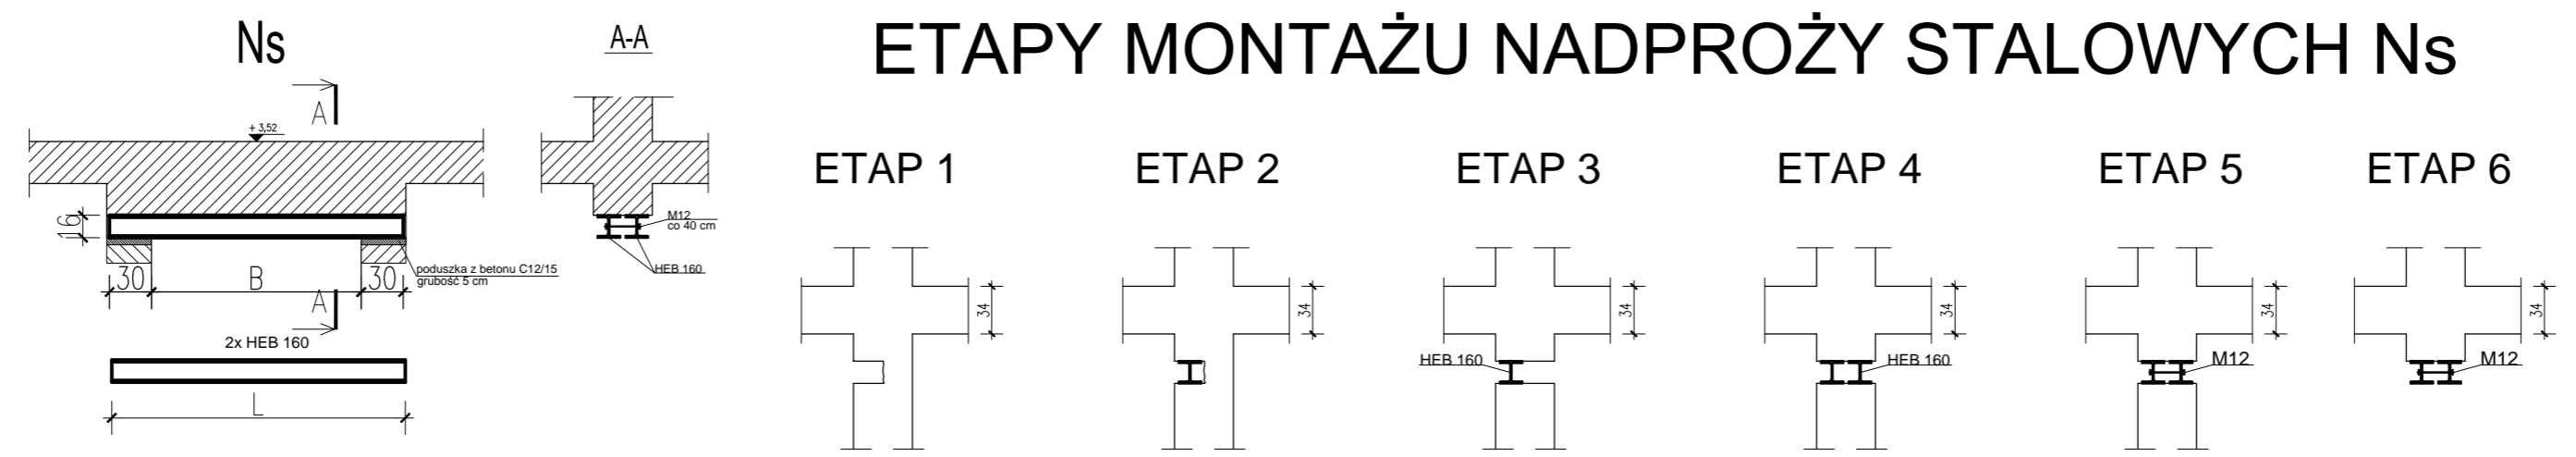 Ns
A-A
ETAPY MONTAŻU NADPROŻY STALOWYCH Ns
A
+ 3,52
16
30
B
30
A
poduszka z betonu C12/15
grubość 5 cm
2x HEB 160
L
M12
co 40 cm
HEB 160
ETAP 1
34
ETAP 2
34
ETAP 3
34
HEB 160
ETAP 4
34
HEB 160
ETAP 5
34
M12
ETAP 6
34
M12